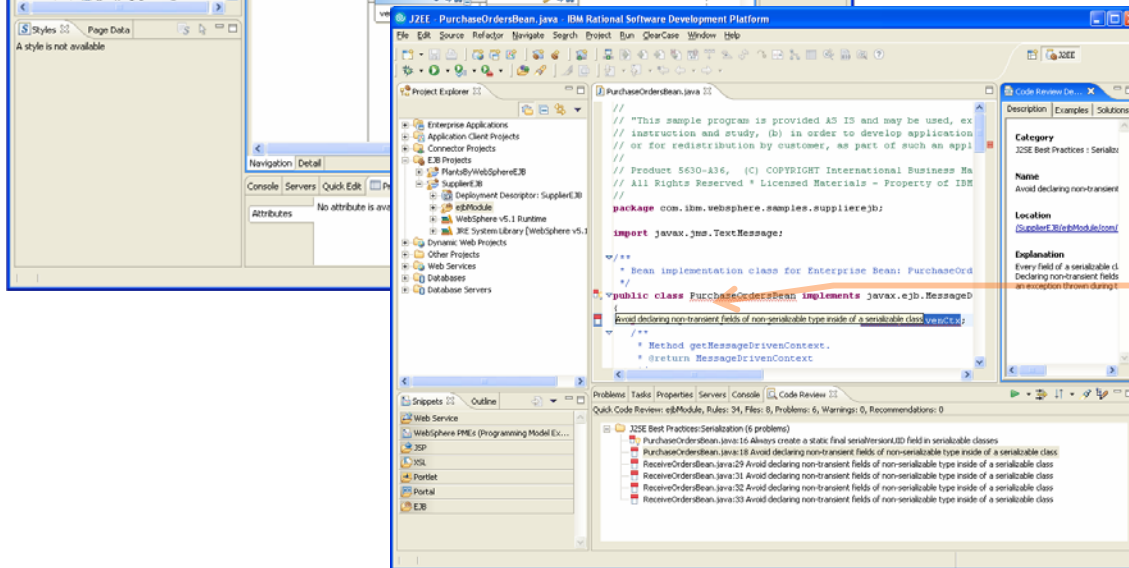 Styles
Page Data
A style is not available
Navigation Detail
Console Servers Quick Edit
Attributes
No attribute is ava
J2EE - PurchaseOrdersBean.java - IBM Rational Software Development Platform
File Edit Source Refactor Navigate Search Project Run ClearCase Window Help
J2EE
Project Explorer
Enterprise Applications
Application Client Projects
Connector Projects
EJB Projects
PlantsByWebSphereEJB
SupplierEJB
Deployment Descriptor: SupplierEJB
ejbModule
WebSphere v5.1 Runtime
JRE System Library [WebSphere v5.1
Dynamic Web Projects
Other Projects
Web Services
Databases
Database Servers
PurchaseOrdersBean.java
//
// "This sample program is provided AS IS and may be used, ex
// instruction and study, (b) in order to develop application
// or for redistribution by customer, as part of such an appl
//
// Product 5630-A36, (C) COPYRIGHT International Business Ma
// All Rights Reserved * Licensed Materials - Property of IBM
//
package com.ibm.websphere.samples.supplierejb;
import javax.jms.TextMessage;
/**
* Bean implementation class for Enterprise Bean: PurchaseOrd
*/
public class PurchaseOrdersBean implements javax.ejb.MessageD
{
Avoid declaring non-transient fields of non-serializable type inside of a serializable class venCtx;
/**
* Method getMessageDrivenContext.
* @return MessageDrivenContext
Code Review De...
Description Examples Solutions
Category
J2SE Best Practices : Serializa
Name
Avoid declaring non-transient
Location
/SupplierEJB/ejbModule/com/
Explanation
Every field of a serializable cl
Declaring non-transient fields
an exception thrown during t
Snippets
Outline
Web Service
WebSphere PMEs (Programming Model Ex...
JSP
XSL
Portlet
Portal
EJB
Problems Tasks Properties Servers Console Code Review
Quick Code Review: ejbModule, Rules: 34, Files: 8, Problems: 6, Warnings: 0, Recommendations: 0
J2SE Best Practices:Serialization (6 problems)
PurchaseOrdersBean.java:16 Always create a static final serialVersionUID field in serializable classes
PurchaseOrdersBean.java:18 Avoid declaring non-transient fields of non-serializable type inside of a serializable class
ReceiveOrdersBean.java:29 Avoid declaring non-transient fields of non-serializable type inside of a serializable class
ReceiveOrdersBean.java:31 Avoid declaring non-transient fields of non-serializable type inside of a serializable class
ReceiveOrdersBean.java:32 Avoid declaring non-transient fields of non-serializable type inside of a serializable class
ReceiveOrdersBean.java:33 Avoid declaring non-transient fields of non-serializable type inside of a serializable class